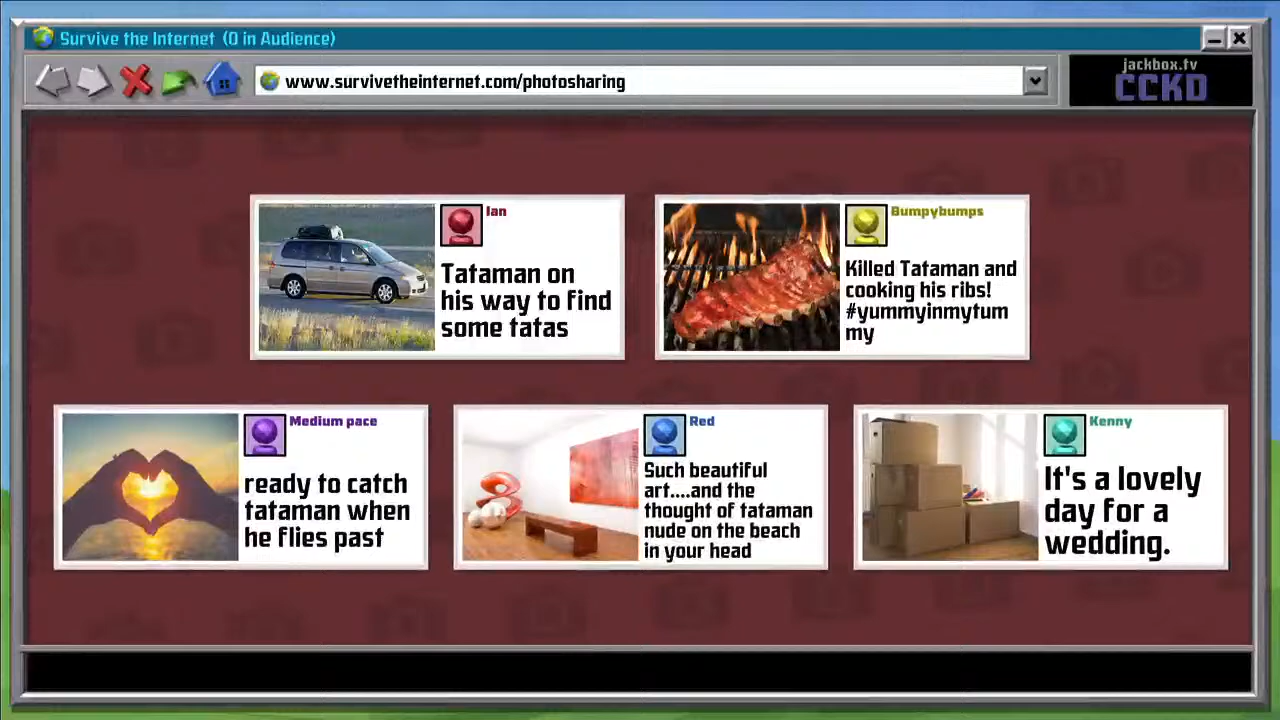 Survive the Internet (0 in Audience)
www.survivetheinternet.com/photosharing
jackbox.tv
CCKD
Ian
Tataman on
his way to find
some tatas
Bumpybumps
Killed Tataman and
cooking his ribs!
#yummyinmytum
my
Medium pace
ready to catch
tataman when
he flies past
Red
Such beautiful
art....and the
thought of tataman
nude on the beach
in your head
Kenny
It's a lovely
day for a
wedding.